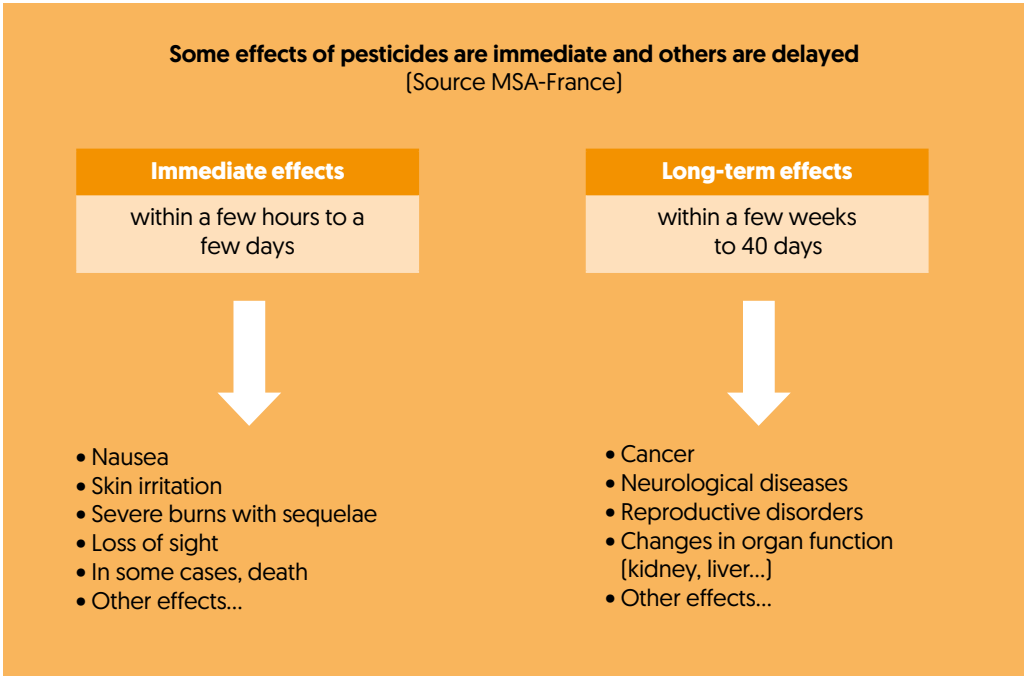 Some effects of pesticides are immediate and others are delayed
(Source MSA-France)
Immediate effects
within a few hours to a
few days
• Nausea
• Skin irritation
• Severe burns with sequelae
• Loss of sight
• In some cases, death
• Other effects...
Long-term effects
within a few weeks
to 40 days
• Cancer
• Neurological diseases
• Reproductive disorders
• Changes in organ function
(kidney, liver...)
• Other effects...